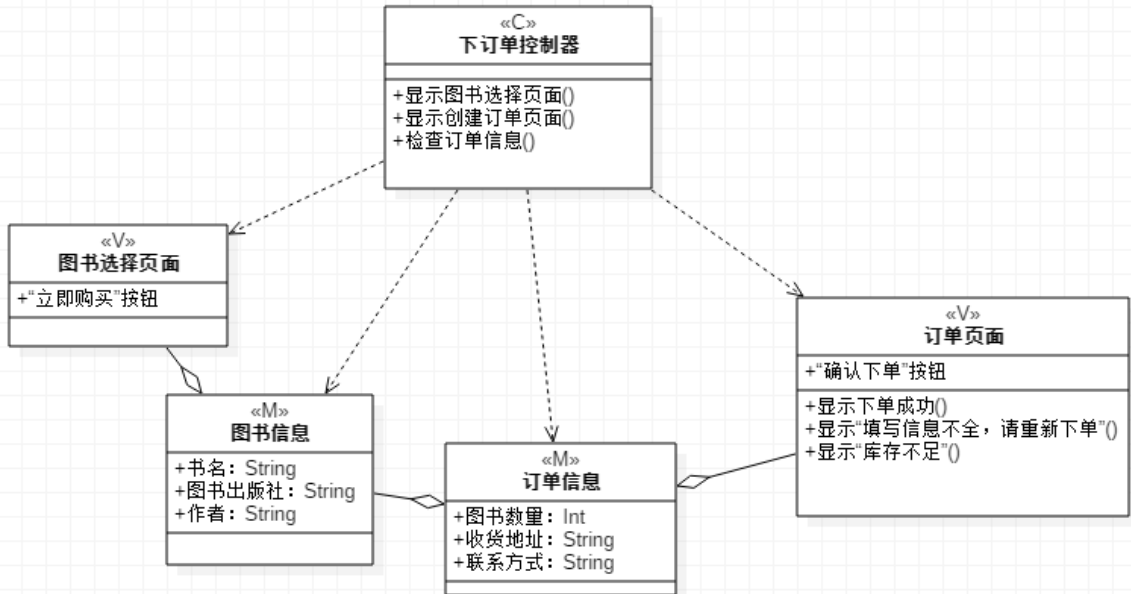 «C»
下订单控制器
+显示图书选择页面()
+显示创建订单页面()
+检查订单信息()
«V»
图书选择页面
+“立即购买”按钮
«V»
订单页面
+“确认下单”按钮
+显示下单成功()
+显示“填写信息不全，请重新下单”()
+显示“库存不足”()
«M»
图书信息
+书名：String
+图书出版社：String
+作者：String
«M»
订单信息
+图书数量：Int
+收货地址：String
+联系方式：String